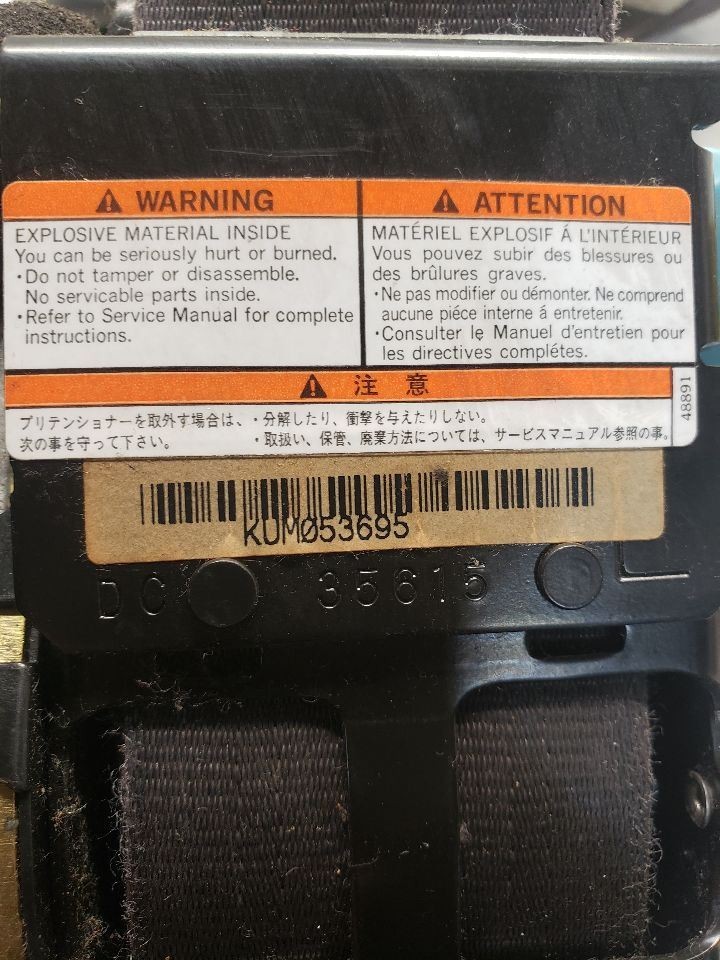 ⚠ WARNING
EXPLOSIVE MATERIAL INSIDE
You can be seriously hurt or burned.
・Do not tamper or disassemble.
No servicable parts inside.
・Refer to Service Manual for complete
instructions.
⚠ ATTENTION
MATÉRIEL EXPLOSIF Á L'INTÉRIEUR
Vous pouvez subir des blessures ou
des brûlures graves.
・Ne pas modifier ou démonter. Ne comprend
aucune piéce interne á entretenir.
・Consulter le Manuel d'entretien pour
les directives complétes.
⚠ 注 意
プリテンショナーを取外す場合は、
次の事を守って下さい。
・分解したり、衝撃を与えたりしない。
・取扱い、保管、廃棄方法については、サービスマニュアル参照の事。
48891
KUMØ53695
DC 35615 L